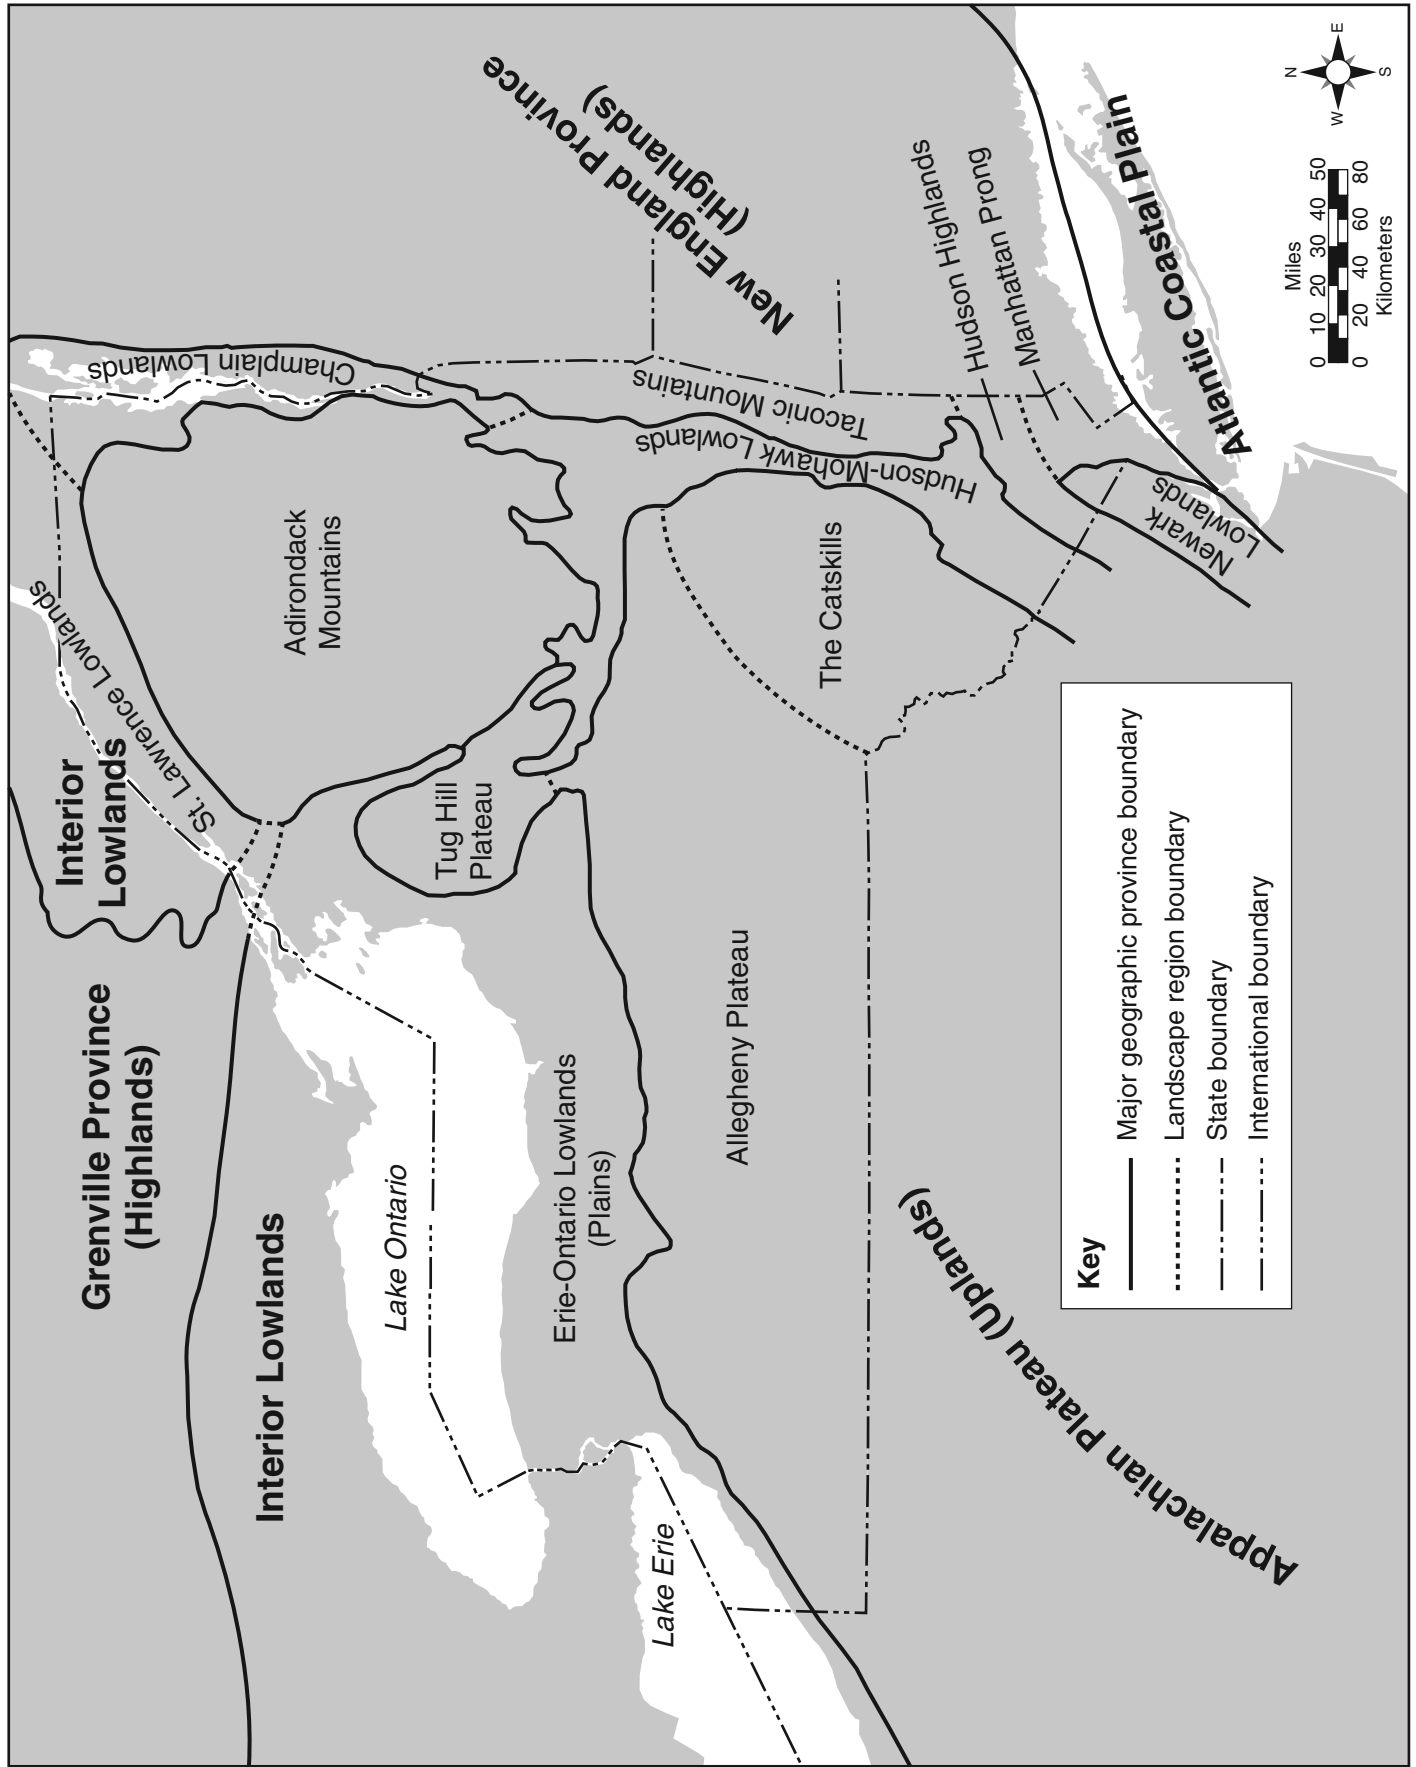 Grenville Province
(Highlands)
Interior
Lowlands
St. Lawrence Lowlands
Champlain Lowlands
Adirondack
Mountains
Interior Lowlands
Lake Ontario
Tug Hill
Plateau
New England Province
(Highlands)
Erie-Ontario Lowlands
(Plains)
Hudson-Mohawk Lowlands
Taconic Mountains
Lake Erie
Allegheny Plateau
The Catskills
Hudson Highlands
Manhattan Prong
Appalachian Plateau (Uplands)
Newark
Lowlands
Atlantic Coastal Plain
Key
Major geographic province boundary
Landscape region boundary
State boundary
International boundary
Miles
0 10 20 30 40 50
0 20 40 60 80
Kilometers
N
W
E
S